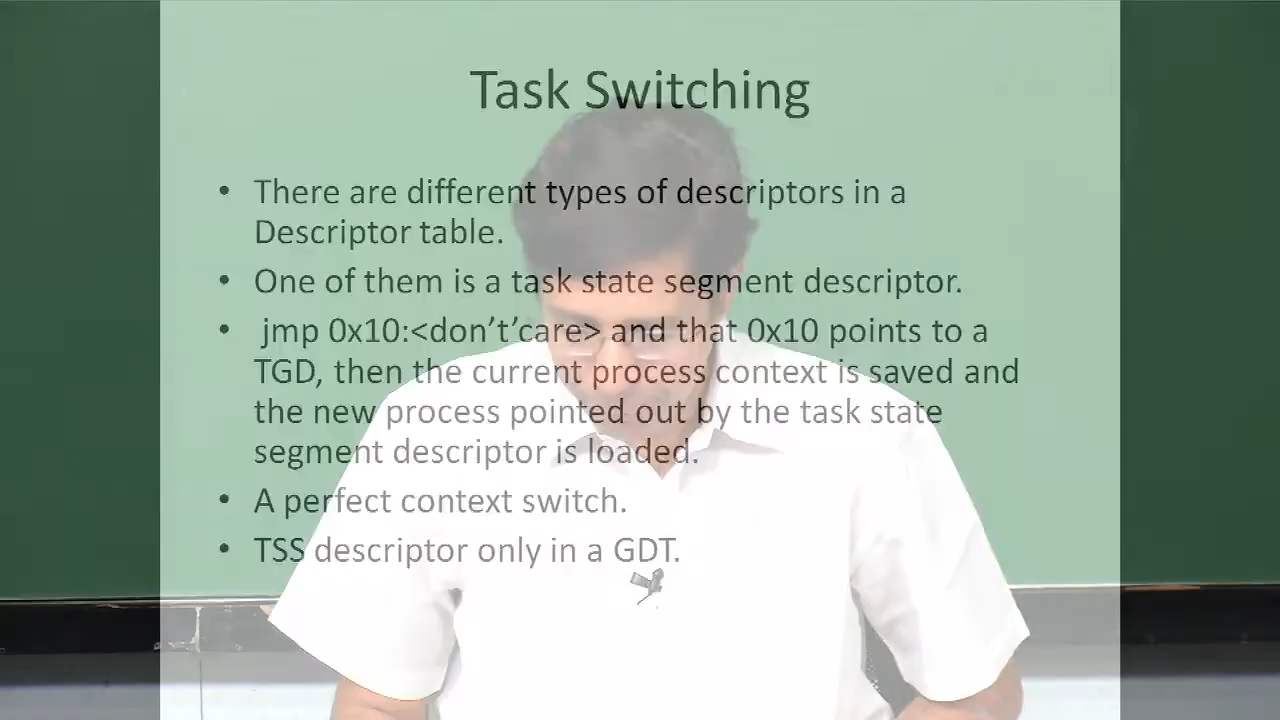 Task Switching
• There are different types of descriptors in a
Descriptor table.
• One of them is a task state segment descriptor.
• jmp 0x10:<don’t’care> and that 0x10 points to a
TGD, then the current process context is saved and
the new process pointed out by the task state
segment descriptor is loaded.
• A perfect context switch.
• TSS descriptor only in a GDT.